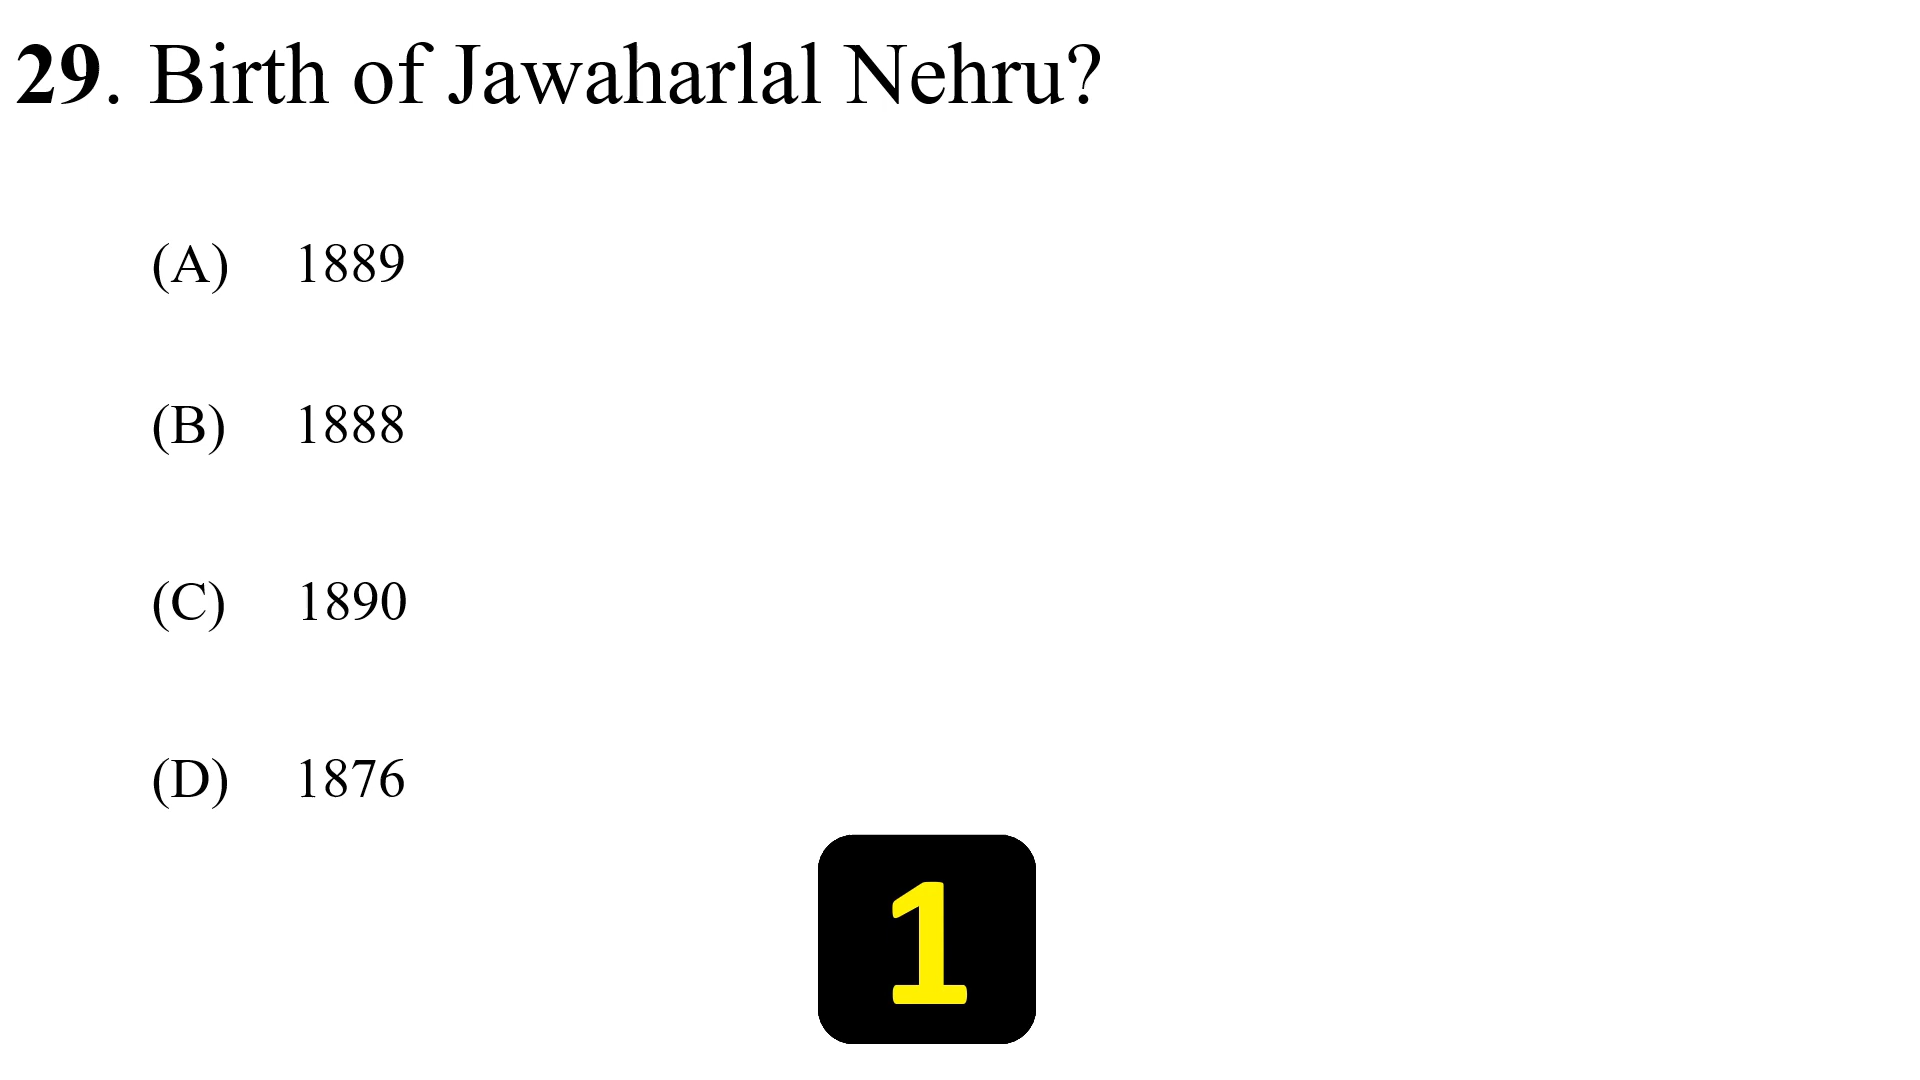 29. Birth of Jawaharlal Nehru?
(A) 1889
(B) 1888
(C) 1890
(D) 1876
1